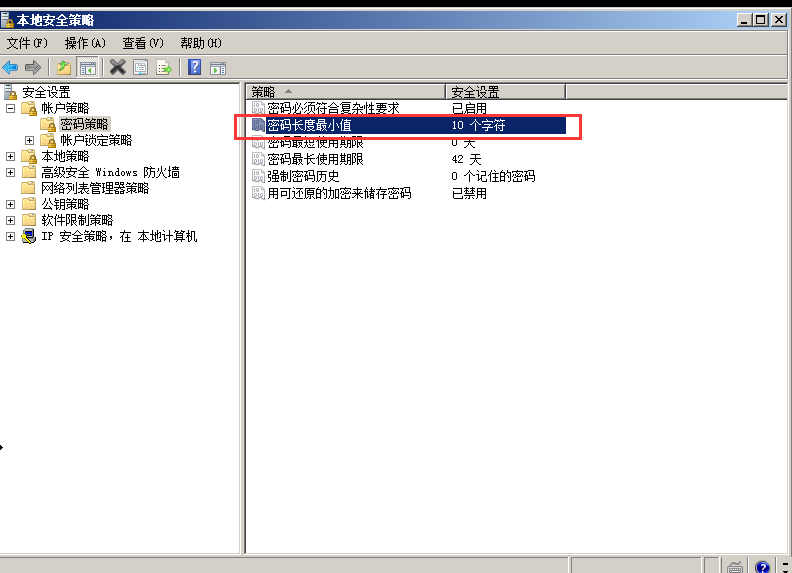 本地安全策略
文件(F) 操作(A) 查看(V) 帮助(H)
安全设置
帐户策略
密码策略
帐户锁定策略
本地策略
高级安全 Windows 防火墙
网络列表管理器策略
公钥策略
软件限制策略
IP 安全策略，在 本地计算机
策略 安全设置
密码必须符合复杂性要求 已启用
密码长度最小值 10 个字符
密码最短使用期限 0 天
密码最长使用期限 42 天
强制密码历史 0 个记住的密码
用可还原的加密来储存密码 已禁用